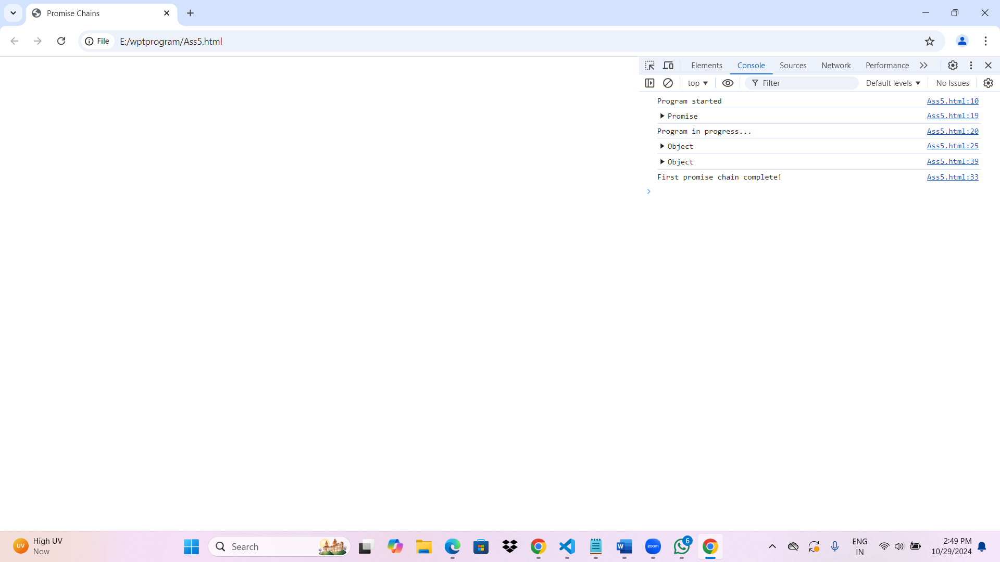 Promise Chains
File
E:/wptprogram/Ass5.html
Elements Console Sources Network Performance
top Filter Default levels No Issues
Program started Ass5.html:10
Promise Ass5.html:19
Program in progress... Ass5.html:20
Object Ass5.html:25
Object Ass5.html:39
First promise chain complete! Ass5.html:33
UV High UV
Now
Search
W
zoom
6
ENG
IN
2:49 PM
10/29/2024